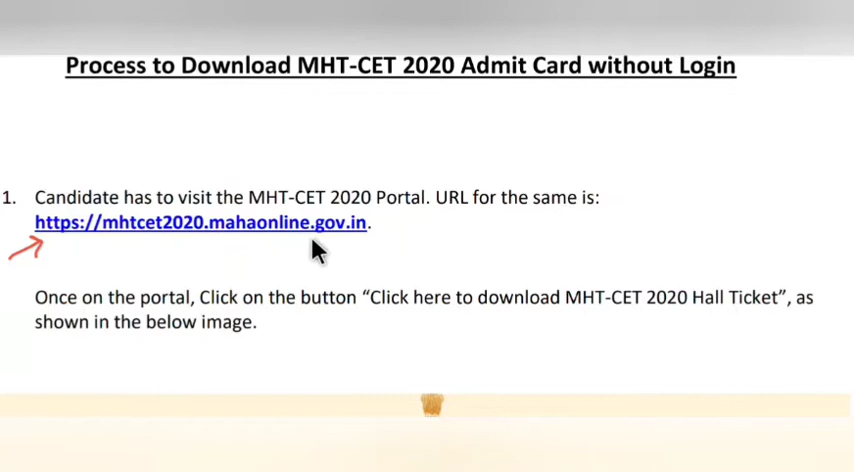 Process to Download MHT-CET 2020 Admit Card without Login
1. Candidate has to visit the MHT-CET 2020 Portal. URL for the same is:
https://mhtcet2020.mahaonline.gov.in.
Once on the portal, Click on the button “Click here to download MHT-CET 2020 Hall Ticket”, as
shown in the below image.